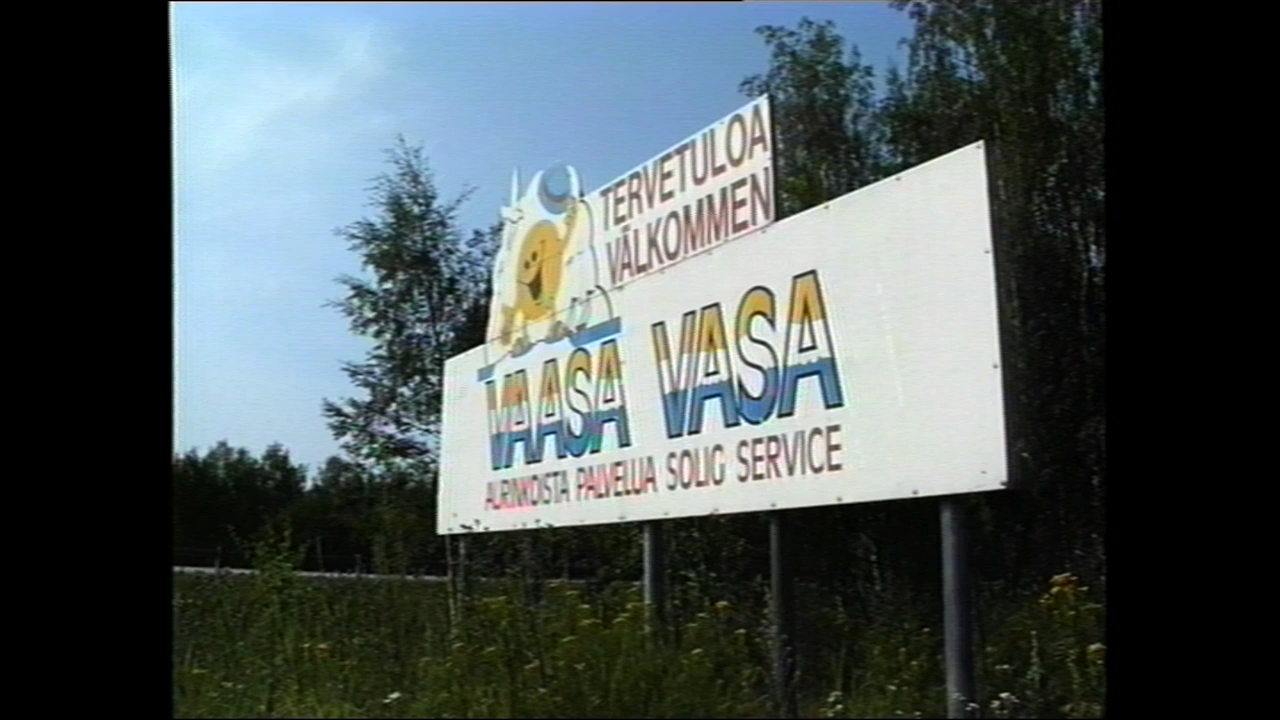 TERVETULOA
VÄLKOMMEN
VAASA VASA
AURINKOISTA PALVELUA SOLIG SERVICE